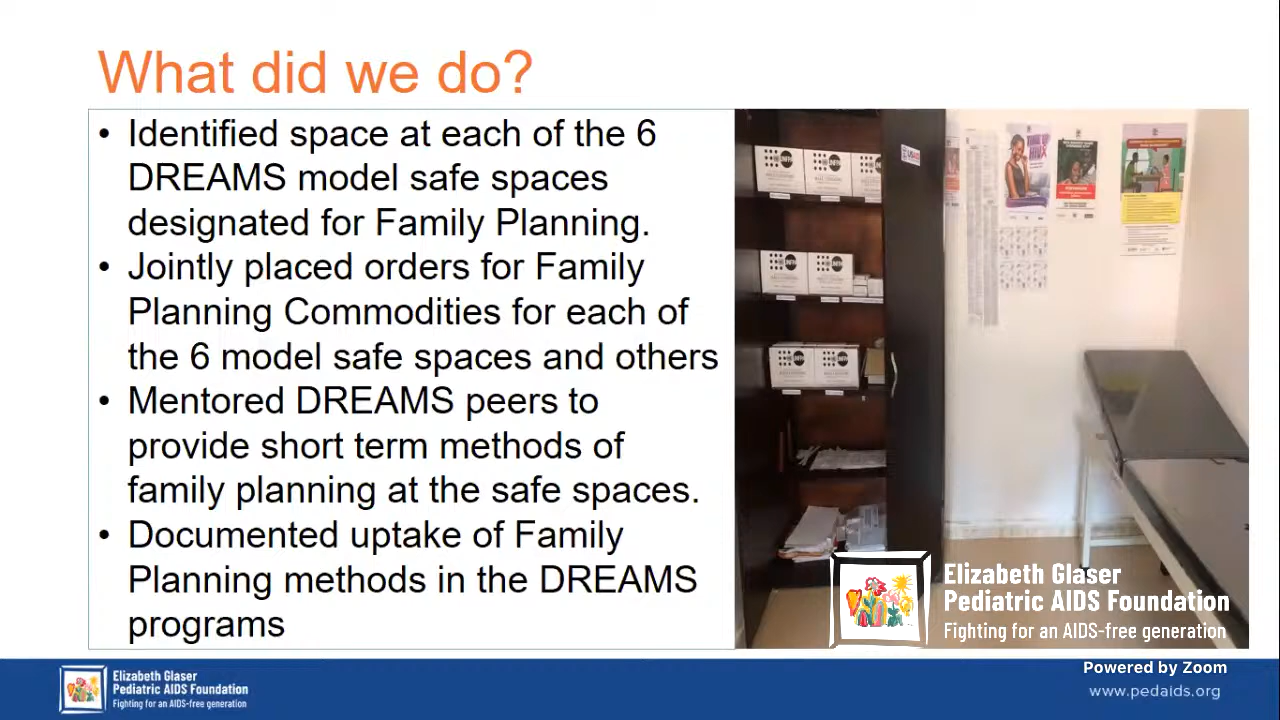 What did we do?
• Identified space at each of the 6
DREAMS model safe spaces
designated for Family Planning.
• Jointly placed orders for Family
Planning Commodities for each of
the 6 model safe spaces and others
• Mentored DREAMS peers to
provide short term methods of
family planning at the safe spaces.
• Documented uptake of Family
Planning methods in the DREAMS
programs
UNFPA
UNFPA
USAID
Elizabeth Glaser
Pediatric AIDS Foundation
Fighting for an AIDS-free generation
Elizabeth Glaser
Pediatric AIDS Foundation
Fighting for an AIDS-free generation
Powered by Zoom
www.pedaids.org